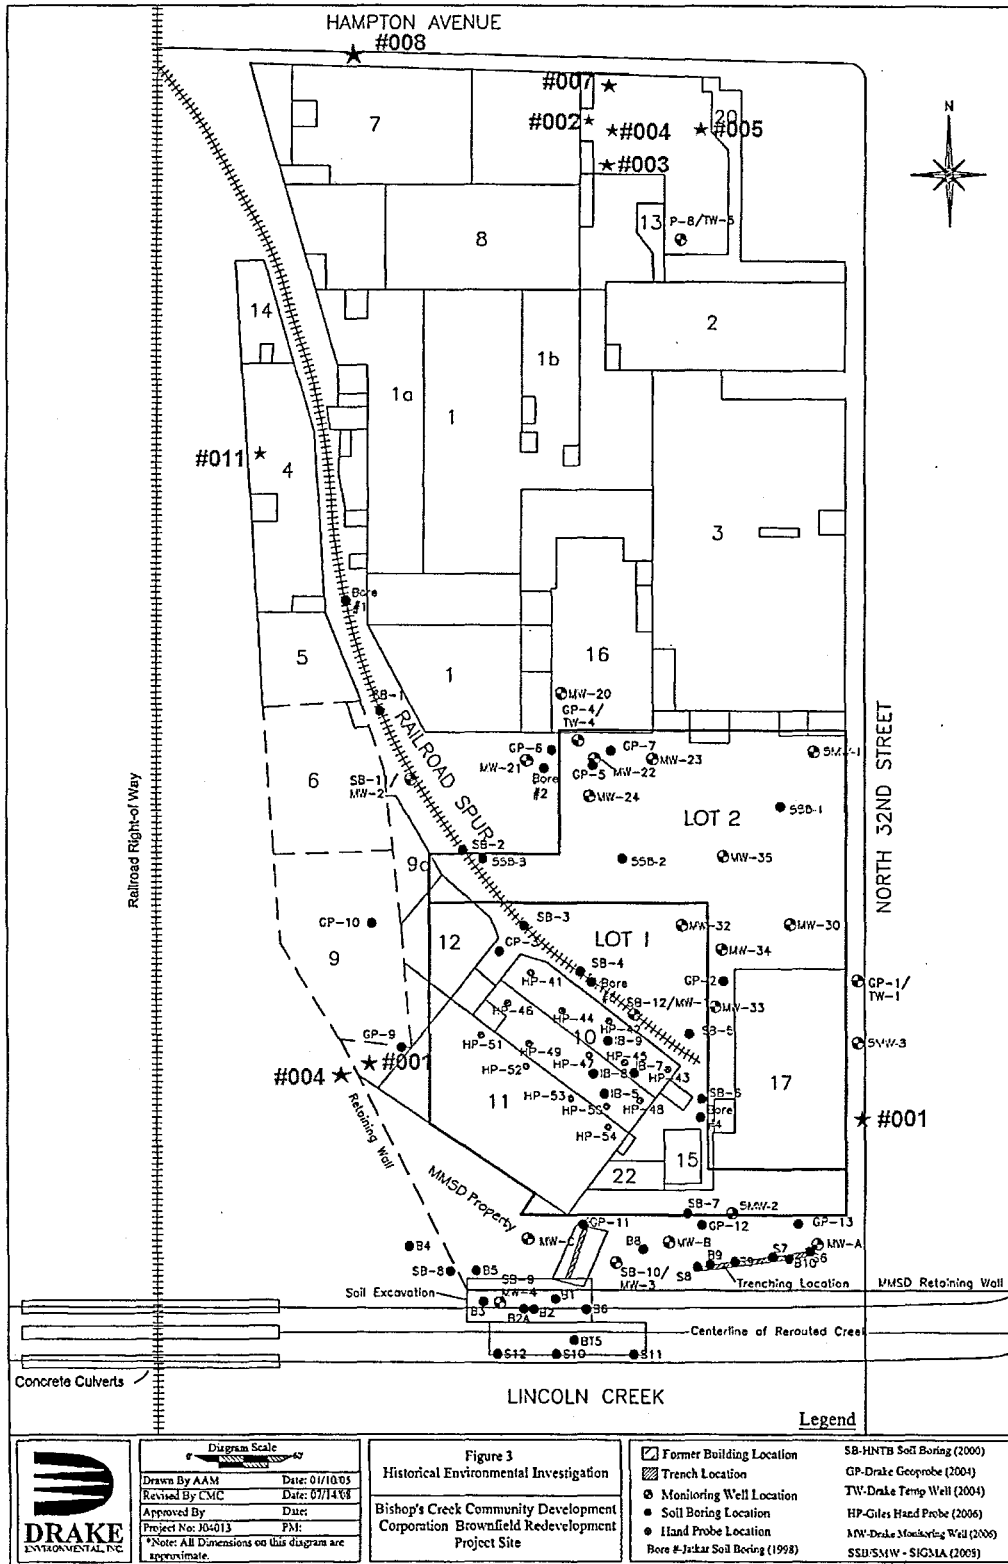 HAMPTON AVENUE
#008
#007
7
20
#002
#004
#005
#003
N
13
P-8/TW-5
8
14
2
1a
1
1b
#011
4
3
Bore
#1
5
16
1
SB-1
MW-20
GP-4/
TW-4
RAILROAD SPUR
GP-6
GP-7
SMW-1
MW-21
MW-22
MW-23
GP-5
Bore
#2
6
SB-11/
MW-2
MW-24
SSB-1
LOT 2
NORTH 32ND STREET
Railroad Right-of Way
SB-2
SSB-3
SSB-2
MW-35
9c
GP-10
SB-3
MW-32
MW-30
LOT 1
12
GP-3
MW-34
9
SB-4
HP-41
Bore
GP-2
GP-1/
TW-1
HP-46
HP-44
SB-12/MW-1
MW-33
HP-42
HP-51
10
IB-9
SB-5
SMW-3
GP-9
HP-49
HP-47
HP-45
#001
HP-52
IB-8
IB-7
HP-43
#004
17
11
HP-53
IB-5
HP-48
SB-6
HP-55
Bore
#4
#001
HP-54
Retaining Wall
15
22
MMSD Property
SB-7
SMW-2
GP-11
GP-12
GP-13
MW-C
B8
MW-B
MW-A
B4
S7
S6
B9
S9
B10
SB-8
B5
SB-10/
MW-3
S8
Trenching Location
MMSD Retaining Wall
SB-9
MW-4
Soil Excavation
B1
B3
B2A
B2
B6
Centerline of Rerouted Creek
BT5
S12
S10
S11
Concrete Culverts
LINCOLN CREEK
Legend
DRAKE
ENVIRONMENTAL, INC.
Diagram Scale
0' 60'
Drawn By AAM Date: 01/10/05
Revised By CMC Date: 07/14/08
Approved By Date:
Project No: J04013 PM:
*Note: All Dimensions on this diagram are
approximate.
Figure 3
Historical Environmental Investigation
Bishop's Creek Community Development
Corporation Brownfield Redevelopment
Project Site
Former Building Location
Trench Location
Monitoring Well Location
Soil Boring Location
Hand Probe Location
Bore #-Jakar Soil Boring (1998)
SB-HNTB Soil Boring (2000)
GP-Drake Geoprobe (2004)
TW-Drake Temp Well (2004)
HP-Giles Hand Probe (2006)
MW-Drake Monitoring Well (2006)
SSB/SMW - SIGMA (2005)